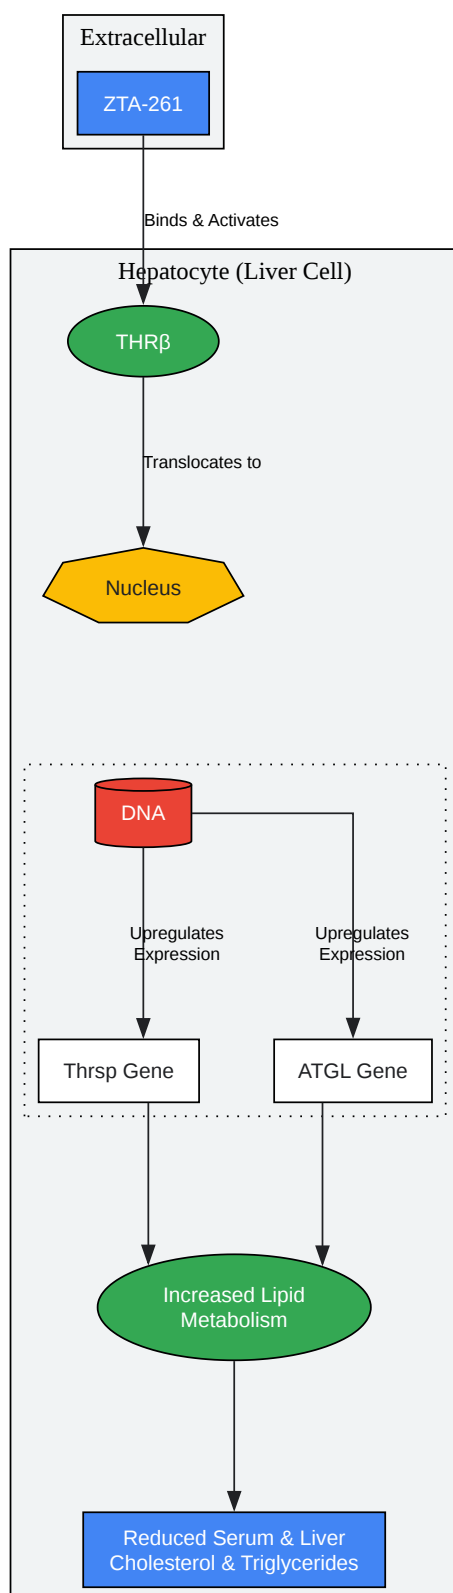 Extracellular
ZTA-261
Binds & Activates
Hepatocyte (Liver Cell)
THRβ
Translocates to
Nucleus
DNA
Upregulates
Expression
Upregulates
Expression
Thrsp Gene
ATGL Gene
Increased Lipid
Metabolism
Reduced Serum & Liver
Cholesterol & Triglycerides